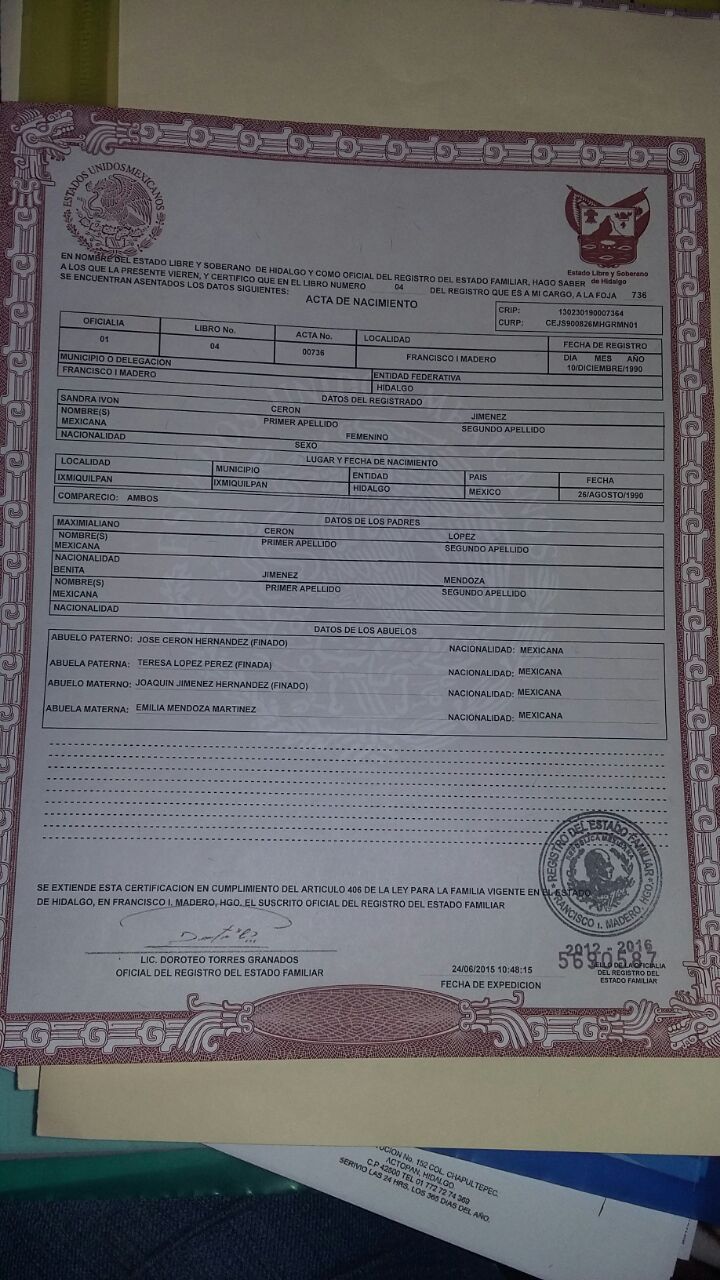 ESTADOS UNIDOS MEXICANOS
Estado Libre y Soberano
de Hidalgo
EN NOMBRE DEL ESTADO LIBRE Y SOBERANO DE HIDALGO Y COMO OFICIAL DEL REGISTRO DEL ESTADO FAMILIAR, HAGO SABER
A LOS QUE LA PRESENTE VIEREN, Y CERTIFICO QUE EN EL LIBRO NUMERO 04 DEL REGISTRO QUE ES A MI CARGO, A LA FOJA 736
SE ENCUENTRAN ASENTADOS LOS DATOS SIGUIENTES:
ACTA DE NACIMIENTO
CRIP: 130230190007364
CURP: CEJS900826MHGRMN01
OFICIALIA LIBRO No. ACTA No. LOCALIDAD FECHA DE REGISTRO
01 04 00736 FRANCISCO I MADERO DIA MES AÑO
10/DICIEMBRE/1990
MUNICIPIO O DELEGACION ENTIDAD FEDERATIVA
FRANCISCO I MADERO HIDALGO
DATOS DEL REGISTRADO
SANDRA IVON CERON JIMENEZ
NOMBRE(S) PRIMER APELLIDO SEGUNDO APELLIDO
MEXICANA FEMENINO
NACIONALIDAD SEXO
LUGAR Y FECHA DE NACIMIENTO
LOCALIDAD MUNICIPIO ENTIDAD PAIS FECHA
IXMIQUILPAN IXMIQUILPAN HIDALGO MEXICO 26/AGOSTO/1990
COMPARECIO: AMBOS
DATOS DE LOS PADRES
MAXIMIALIANO CERON LOPEZ
NOMBRE(S) PRIMER APELLIDO SEGUNDO APELLIDO
MEXICANA
NACIONALIDAD
BENITA JIMENEZ MENDOZA
NOMBRE(S) PRIMER APELLIDO SEGUNDO APELLIDO
MEXICANA
NACIONALIDAD
DATOS DE LOS ABUELOS
ABUELO PATERNO: JOSE CERON HERNANDEZ (FINADO) NACIONALIDAD: MEXICANA
ABUELA PATERNA: TERESA LOPEZ PEREZ (FINADA) NACIONALIDAD: MEXICANA
ABUELO MATERNO: JOAQUIN JIMENEZ HERNANDEZ (FINADO) NACIONALIDAD: MEXICANA
ABUELA MATERNA: EMILIA MENDOZA MARTINEZ NACIONALIDAD: MEXICANA
REGISTRO DEL ESTADO FAMILIAR
REPUBLICA MEXICANA
FRANCISCO I. MADERO, HGO.
2012 - 2016
SE EXTIENDE ESTA CERTIFICACION EN CUMPLIMIENTO DEL ARTICULO 406 DE LA LEY PARA LA FAMILIA VIGENTE EN EL ESTADO
DE HIDALGO, EN FRANCISCO I. MADERO, HGO. EL SUSCRITO OFICIAL DEL REGISTRO DEL ESTADO FAMILIAR
LIC. DOROTEO TORRES GRANADOS
OFICIAL DEL REGISTRO DEL ESTADO FAMILIAR
24/06/2015 10:48:15
FECHA DE EXPEDICION
5690587
SELLO DE LA OFICIALIA
DEL REGISTRO DEL
ESTADO FAMILIAR
No. 152 COL. CHAPULTEPEC.
ACTOPAN, HIDALGO.
C.P 42500 TEL 01 772 72 74 369
SERIVIO LAS 24 HRS. LOS 365 DIAS DEL AÑO.